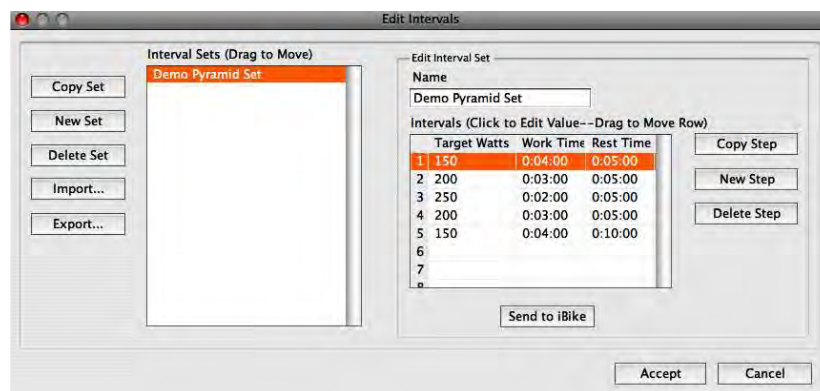 Edit Intervals
Interval Sets (Drag to Move)
Demo Pyramid Set
Copy Set
New Set
Delete Set
Import...
Export...
Edit Interval Set
Name
Demo Pyramid Set
Intervals (Click to Edit Value--Drag to Move Row)
Target Watts Work Time Rest Time
1 150 0:04:00 0:05:00
2 200 0:03:00 0:05:00
3 250 0:02:00 0:05:00
4 200 0:03:00 0:05:00
5 150 0:04:00 0:10:00
6
7
Copy Step
New Step
Delete Step
Send to iBike
Accept Cancel